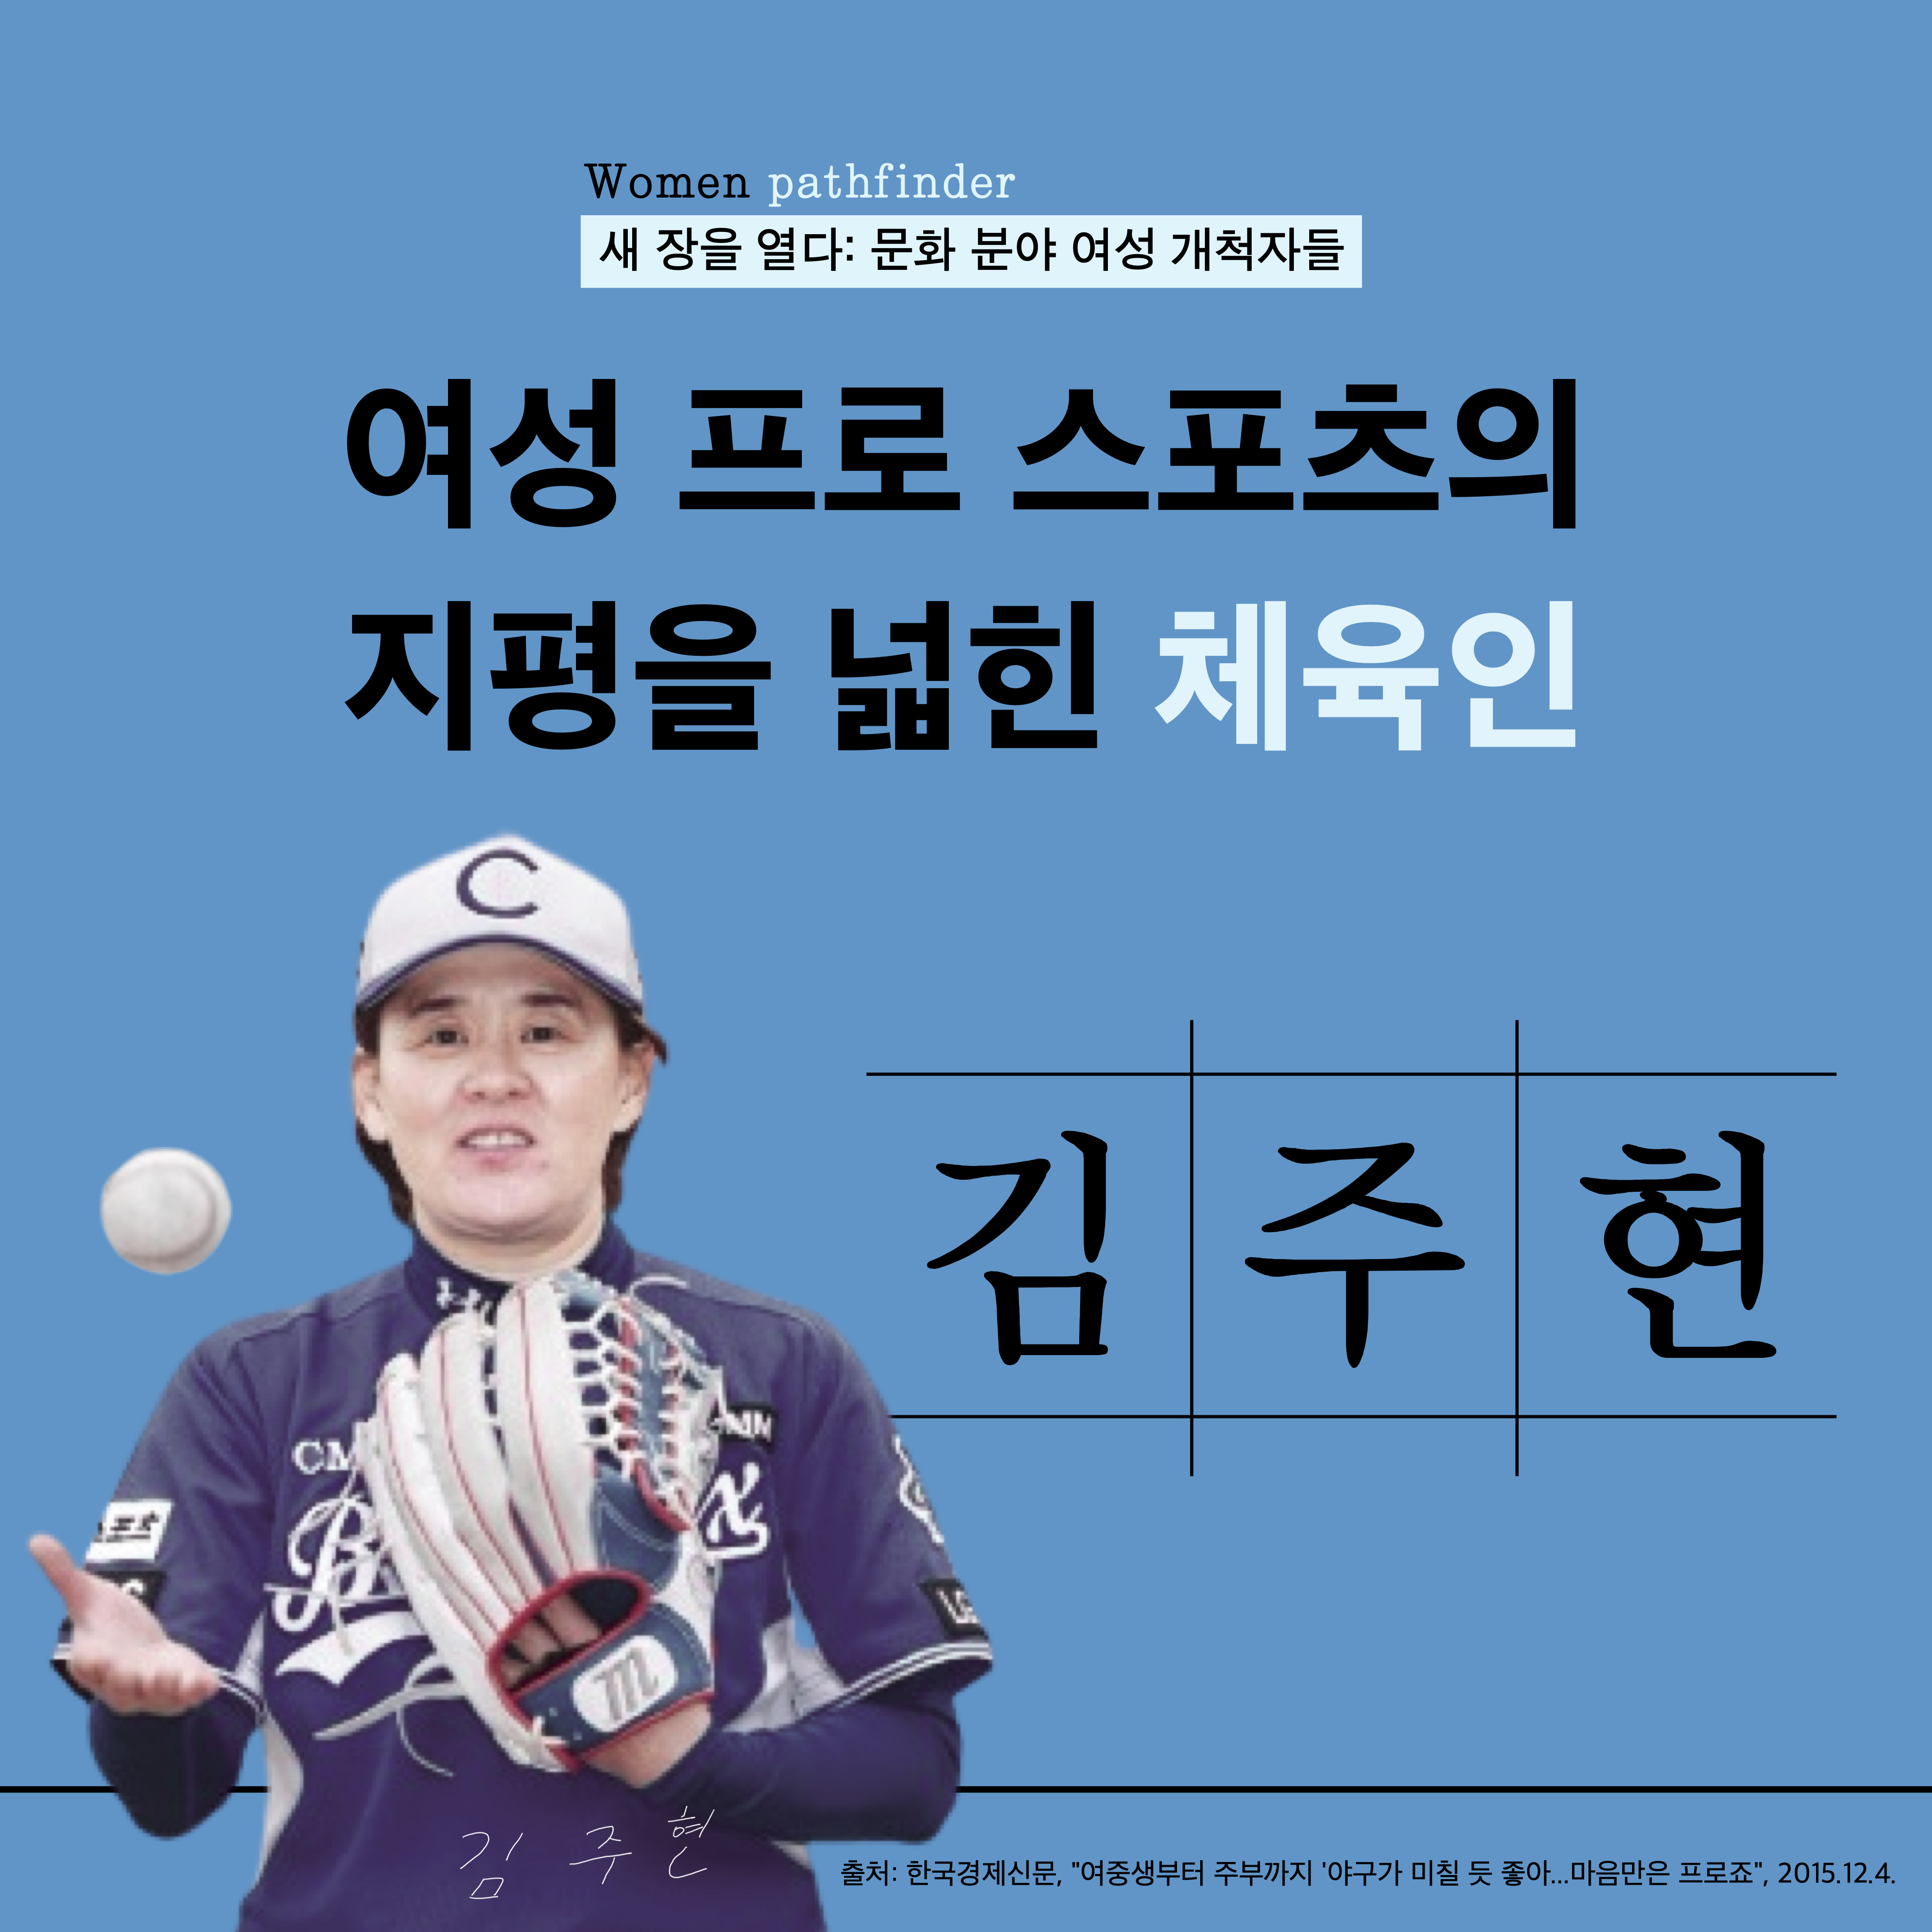 Women pathfinder
새 장을 열다: 문화 분야 여성 개척자들
여성 프로 스포츠의
지평을 넓힌 체육인
C
김주현
CM
LG
m
김 주 현
출처: 한국경제신문, "여중생부터 주부까지 '야구가 미칠 듯 좋아...마음만은 프로죠", 2015.12.4.